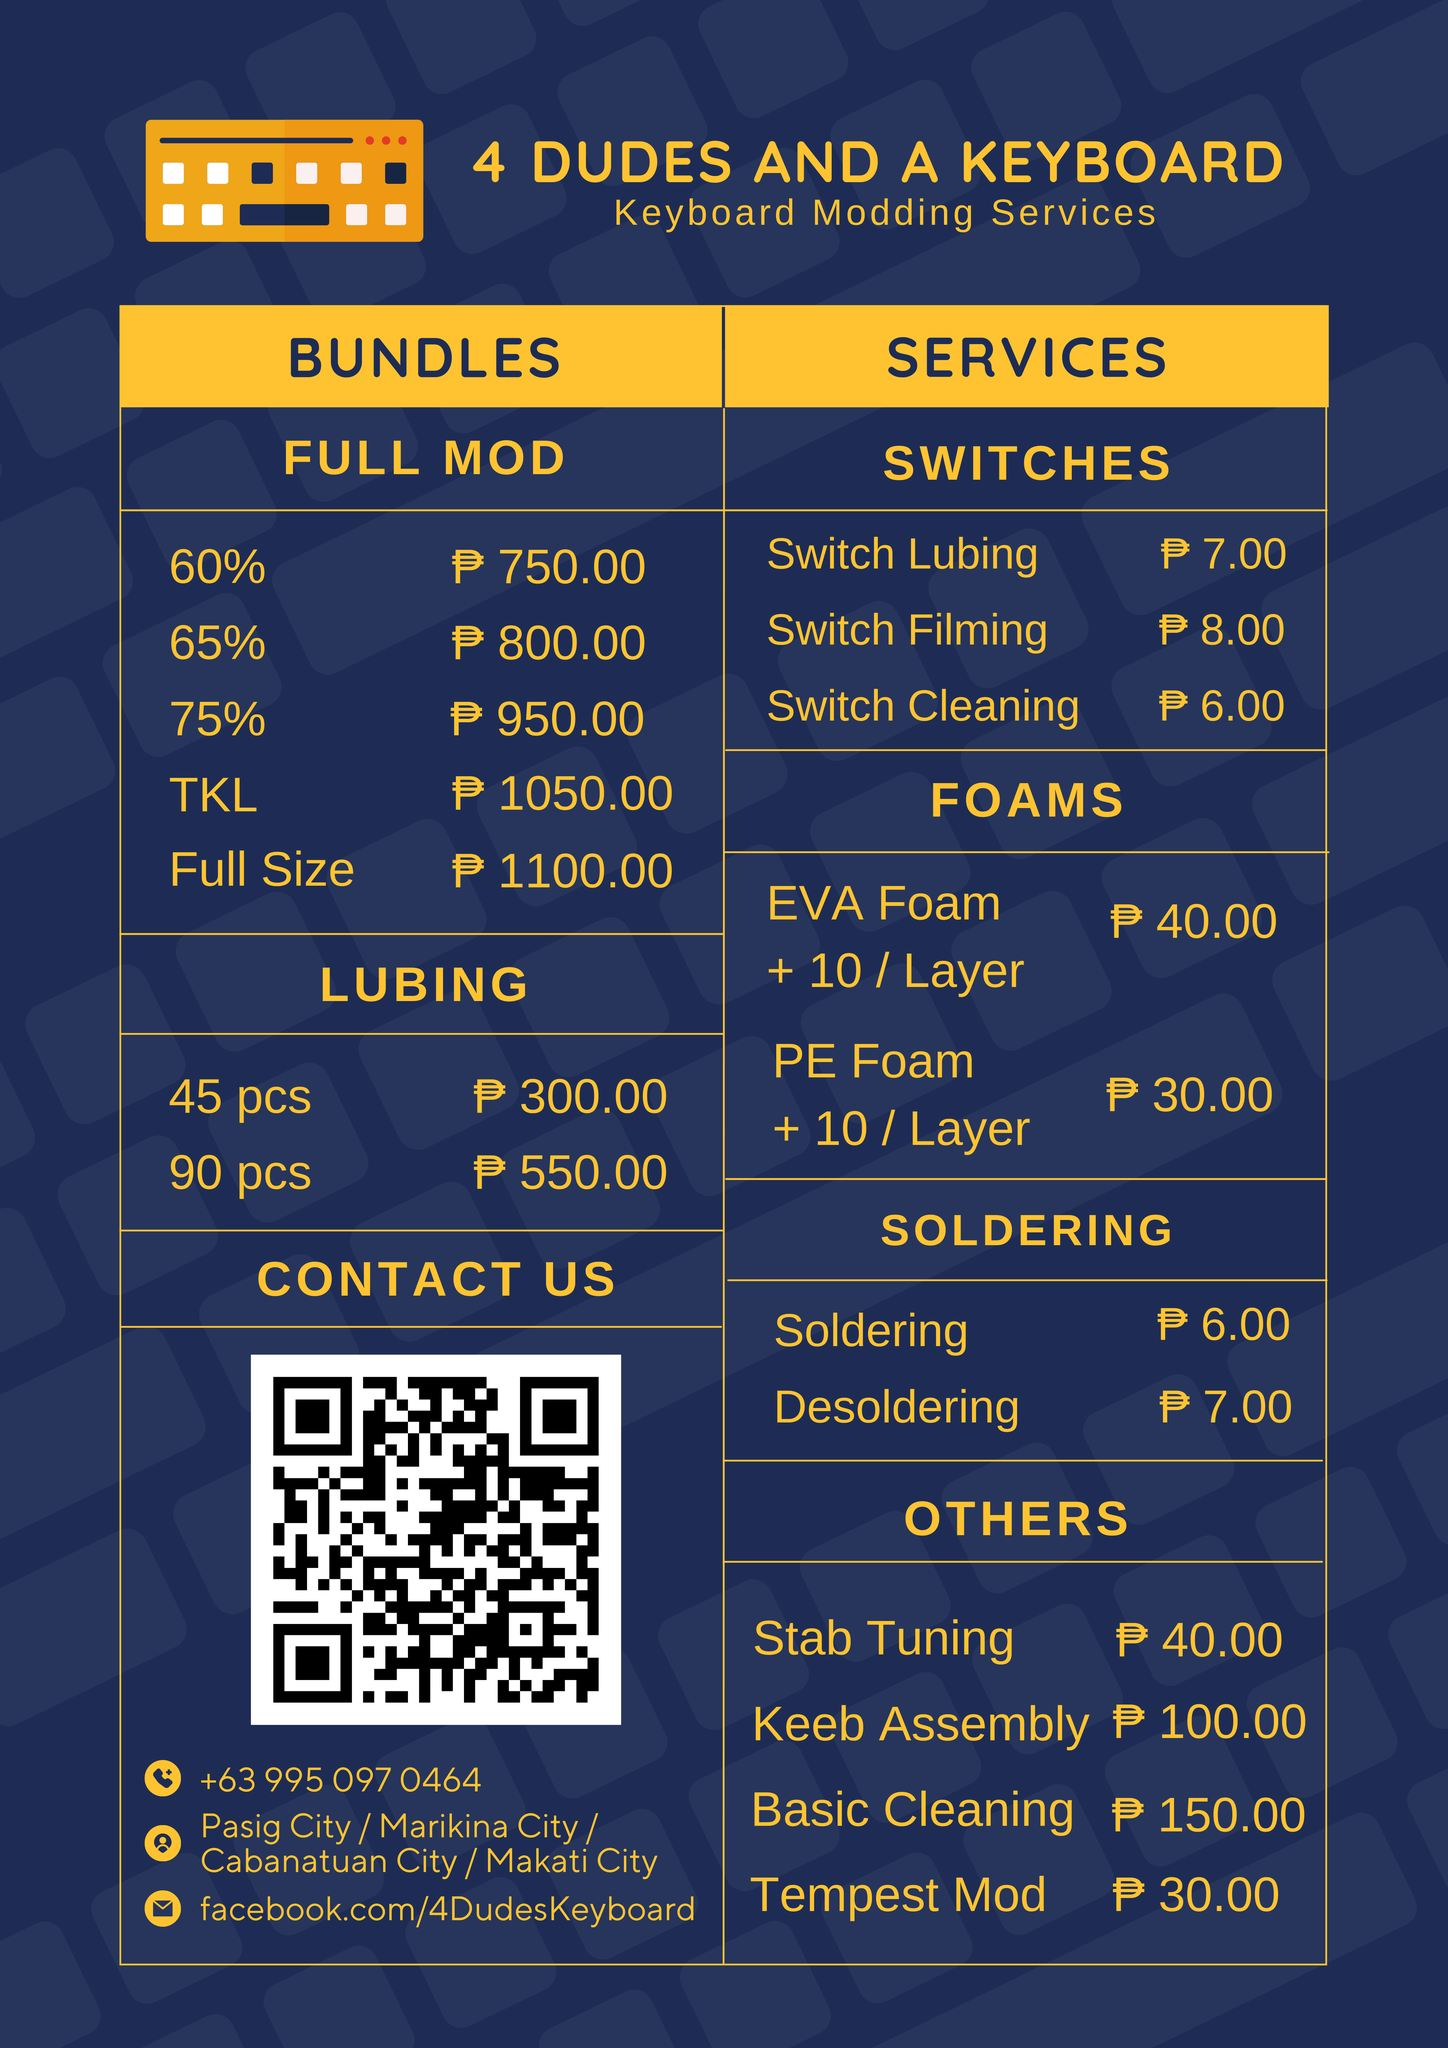 4 DUDES AND A KEYBOARD
Keyboard Modding Services
BUNDLES
FULL MOD
60% ₱ 750.00
65% ₱ 800.00
75% ₱ 950.00
TKL ₱ 1050.00
Full Size ₱ 1100.00
LUBING
45 pcs ₱ 300.00
90 pcs ₱ 550.00
CONTACT US
+63 995 097 0464
Pasig City / Marikina City /
Cabanatuan City / Makati City
facebook.com/4DudesKeyboard
SERVICES
SWITCHES
Switch Lubing ₱ 7.00
Switch Filming ₱ 8.00
Switch Cleaning ₱ 6.00
FOAMS
EVA Foam ₱ 40.00
+ 10 / Layer
PE Foam ₱ 30.00
+ 10 / Layer
SOLDERING
Soldering ₱ 6.00
Desoldering ₱ 7.00
OTHERS
Stab Tuning ₱ 40.00
Keeb Assembly ₱ 100.00
Basic Cleaning ₱ 150.00
Tempest Mod ₱ 30.00